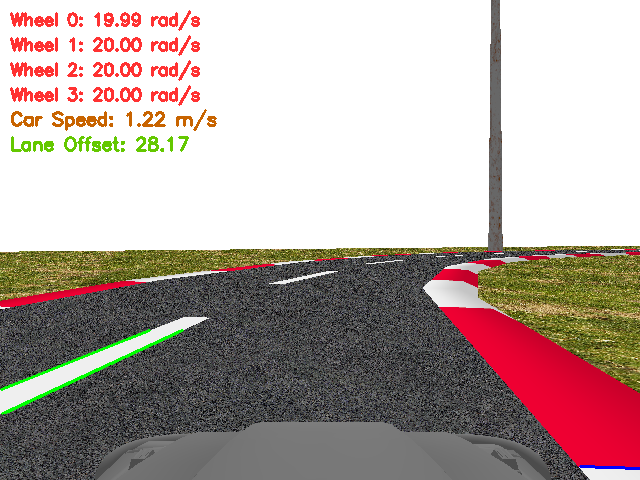 Wheel 0: 19.99 rad/s
Wheel 1: 20.00 rad/s
Wheel 2: 20.00 rad/s
Wheel 3: 20.00 rad/s
Car Speed: 1.22 m/s
Lane Offset: 28.17